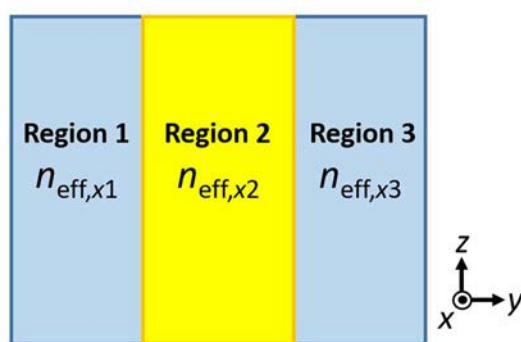 Region 1 Region 2 Region 3
n_eff,x1 n_eff,x2 n_eff,x3
z
x y